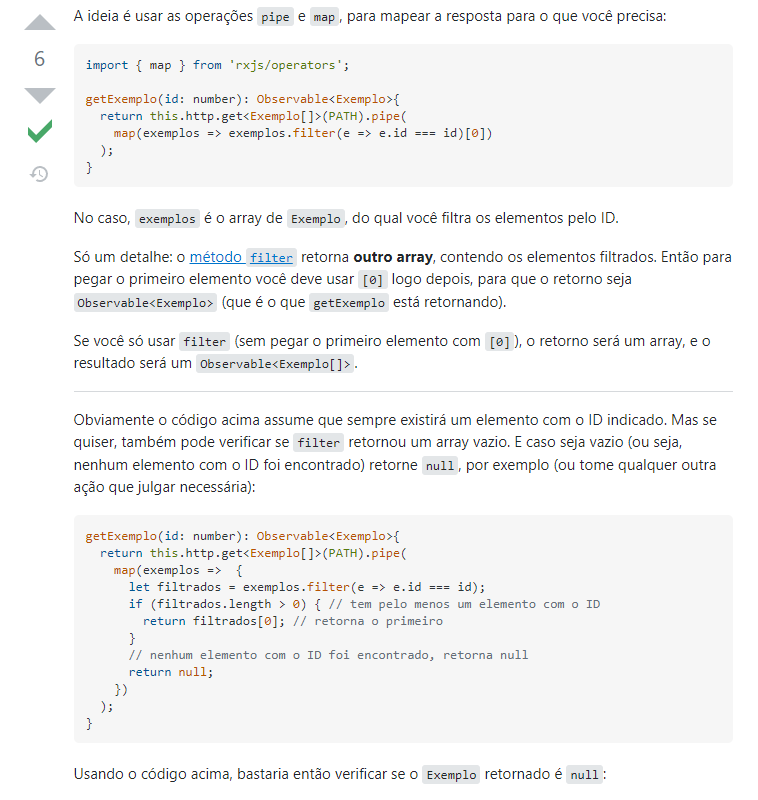 A ideia é usar as operações pipe e map, para mapear a resposta para o que você precisa:
6
import { map } from 'rxjs/operators';
getExemplo(id: number): Observable<Exemplo>{
  return this.http.get<Exemplo[]>(PATH).pipe(
    map(exemplos => exemplos.filter(e => e.id === id)[0])
  );
}
No caso, exemplos é o array de Exemplo, do qual você filtra os elementos pelo ID.
Só um detalhe: o método filter retorna outro array, contendo os elementos filtrados. Então para
pegar o primeiro elemento você deve usar [0] logo depois, para que o retorno seja
Observable<Exemplo> (que é o que getExemplo está retornando).
Se você só usar filter (sem pegar o primeiro elemento com [0]), o retorno será um array, e o
resultado será um Observable<Exemplo[]>.
Obviamente o código acima assume que sempre existirá um elemento com o ID indicado. Mas se
quiser, também pode verificar se filter retornou um array vazio. E caso seja vazio (ou seja,
nenhum elemento com o ID foi encontrado) retorne null, por exemplo (ou tome qualquer outra
ação que julgar necessária):
getExemplo(id: number): Observable<Exemplo>{
  return this.http.get<Exemplo[]>(PATH).pipe(
    map(exemplos =>  {
      let filtrados = exemplos.filter(e => e.id === id);
      if (filtrados.length > 0) { // tem pelo menos um elemento com o ID
        return filtrados[0]; // retorna o primeiro
      }
      // nenhum elemento com o ID foi encontrado, retorna null
      return null;
    })
  );
}
Usando o código acima, bastaria então verificar se o Exemplo retornado é null: